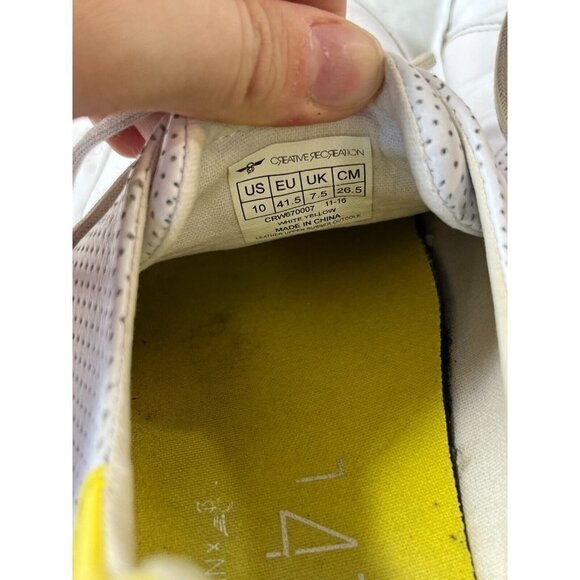 CREATIVE RECREATION
US EU UK CM
10 41.5 7.5 26.5
CRW670007 11-16
WHITE YELLOW
MADE IN CHINA
LEATHER UPPER RUBBER OUTSOLE
14
N x